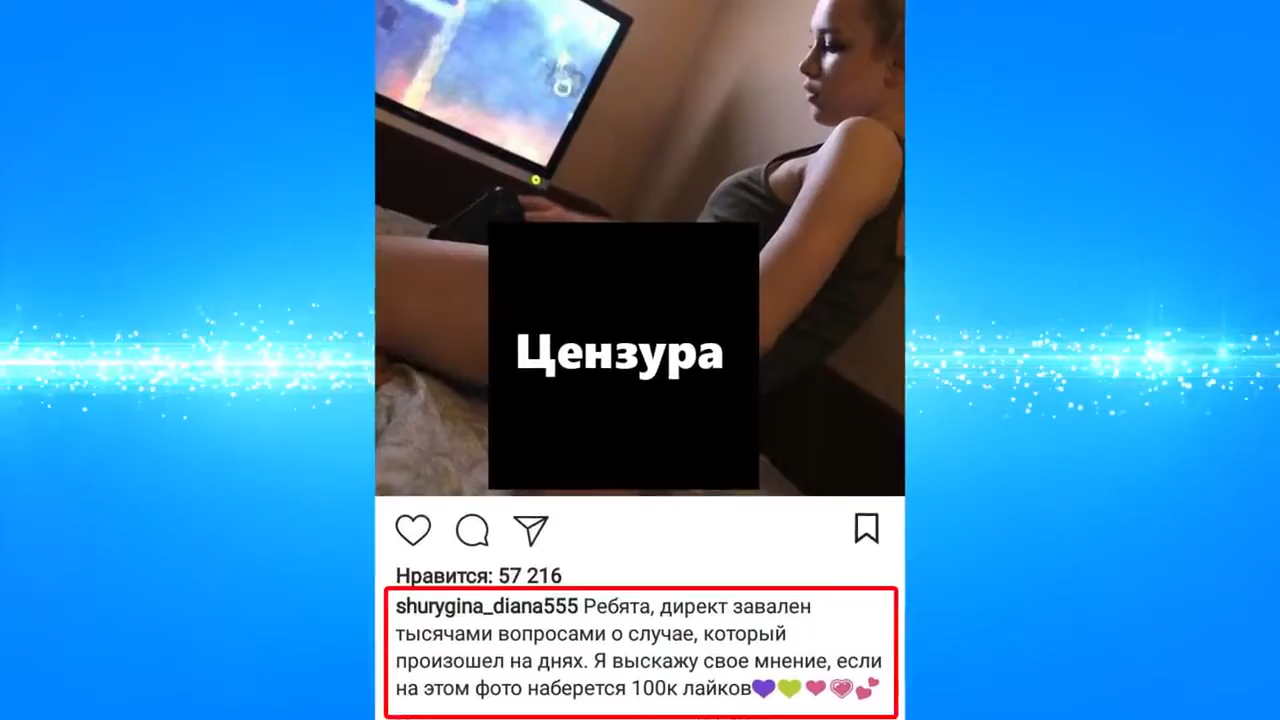 Цензура
Нравится: 57 216
shurygina_diana555 Ребята, директ завален
тысячами вопросами о случае, который
произошел на днях. Я выскажу свое мнение, если
на этом фото наберется 100к лайков💜💚❤️💗💕